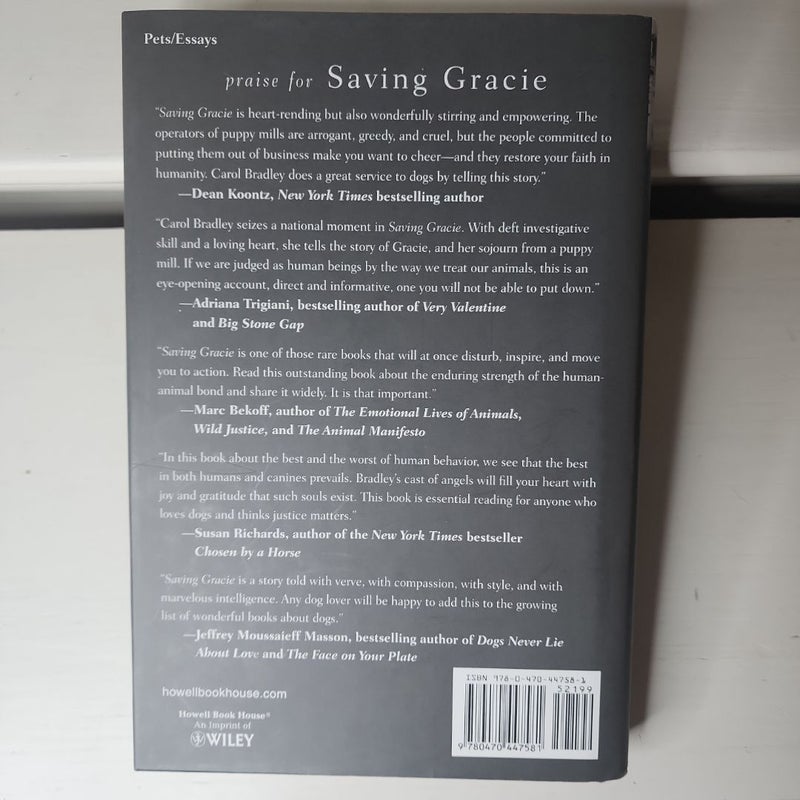 Pets/Essays
praise for Saving Gracie
"Saving Gracie is heart-rending but also wonderfully stirring and empowering. The
operators of puppy mills are arrogant, greedy, and cruel, but the people committed to
putting them out of business make you want to cheer—and they restore your faith in
humanity. Carol Bradley does a great service to dogs by telling this story."
—Dean Koontz, New York Times bestselling author
"Carol Bradley seizes a national moment in Saving Gracie. With deft investigative
skill and a loving heart, she tells the story of Gracie, and her sojourn from a puppy
mill. If we are judged as human beings by the way we treat our animals, this is an
eye-opening account, direct and informative, one you will not be able to put down."
—Adriana Trigiani, bestselling author of Very Valentine
and Big Stone Gap
"Saving Gracie is one of those rare books that will at once disturb, inspire, and move
you to action. Read this outstanding book about the enduring strength of the human-
animal bond and share it widely. It is that important."
—Marc Bekoff, author of The Emotional Lives of Animals,
Wild Justice, and The Animal Manifesto
"In this book about the best and the worst of human behavior, we see that the best
in both humans and canines prevails. Bradley's cast of angels will fill your heart with
joy and gratitude that such souls exist. This book is essential reading for anyone who
loves dogs and thinks justice matters."
—Susan Richards, author of the New York Times bestseller
Chosen by a Horse
"Saving Gracie is a story told with verve, with compassion, with style, and with
marvelous intelligence. Any dog lover will be happy to add this to the growing
list of wonderful books about dogs."
—Jeffrey Moussaieff Masson, bestselling author of Dogs Never Lie
About Love and The Face on Your Plate
howellbookhouse.com
Howell Book House®
An Imprint of
WILEY
ISBN 978-0-470-44758-1
52199
9780470447581